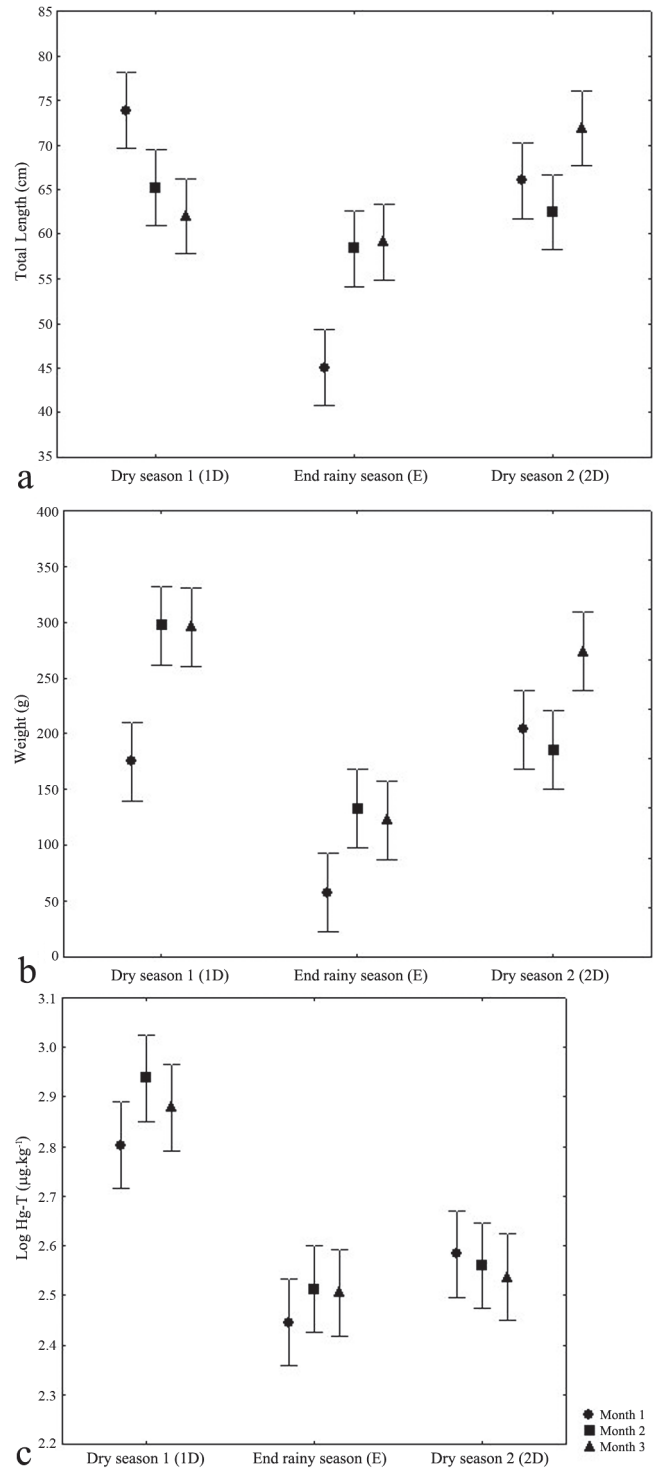 85
80
75
70
65
60
55
50
45
40
35
Total Length (cm)
a
Dry season 1 (1D) End rainy season (E) Dry season 2 (2D)
400
350
300
250
200
150
100
50
0
Weight (g)
b
Dry season 1 (1D) End rainy season (E) Dry season 2 (2D)
3.1
3.0
2.9
2.8
2.7
2.6
2.5
2.4
2.3
2.2
Log Hg-T (µg.kg⁻¹)
Month 1
Month 2
Month 3
c
Dry season 1 (1D) End rainy season (E) Dry season 2 (2D)